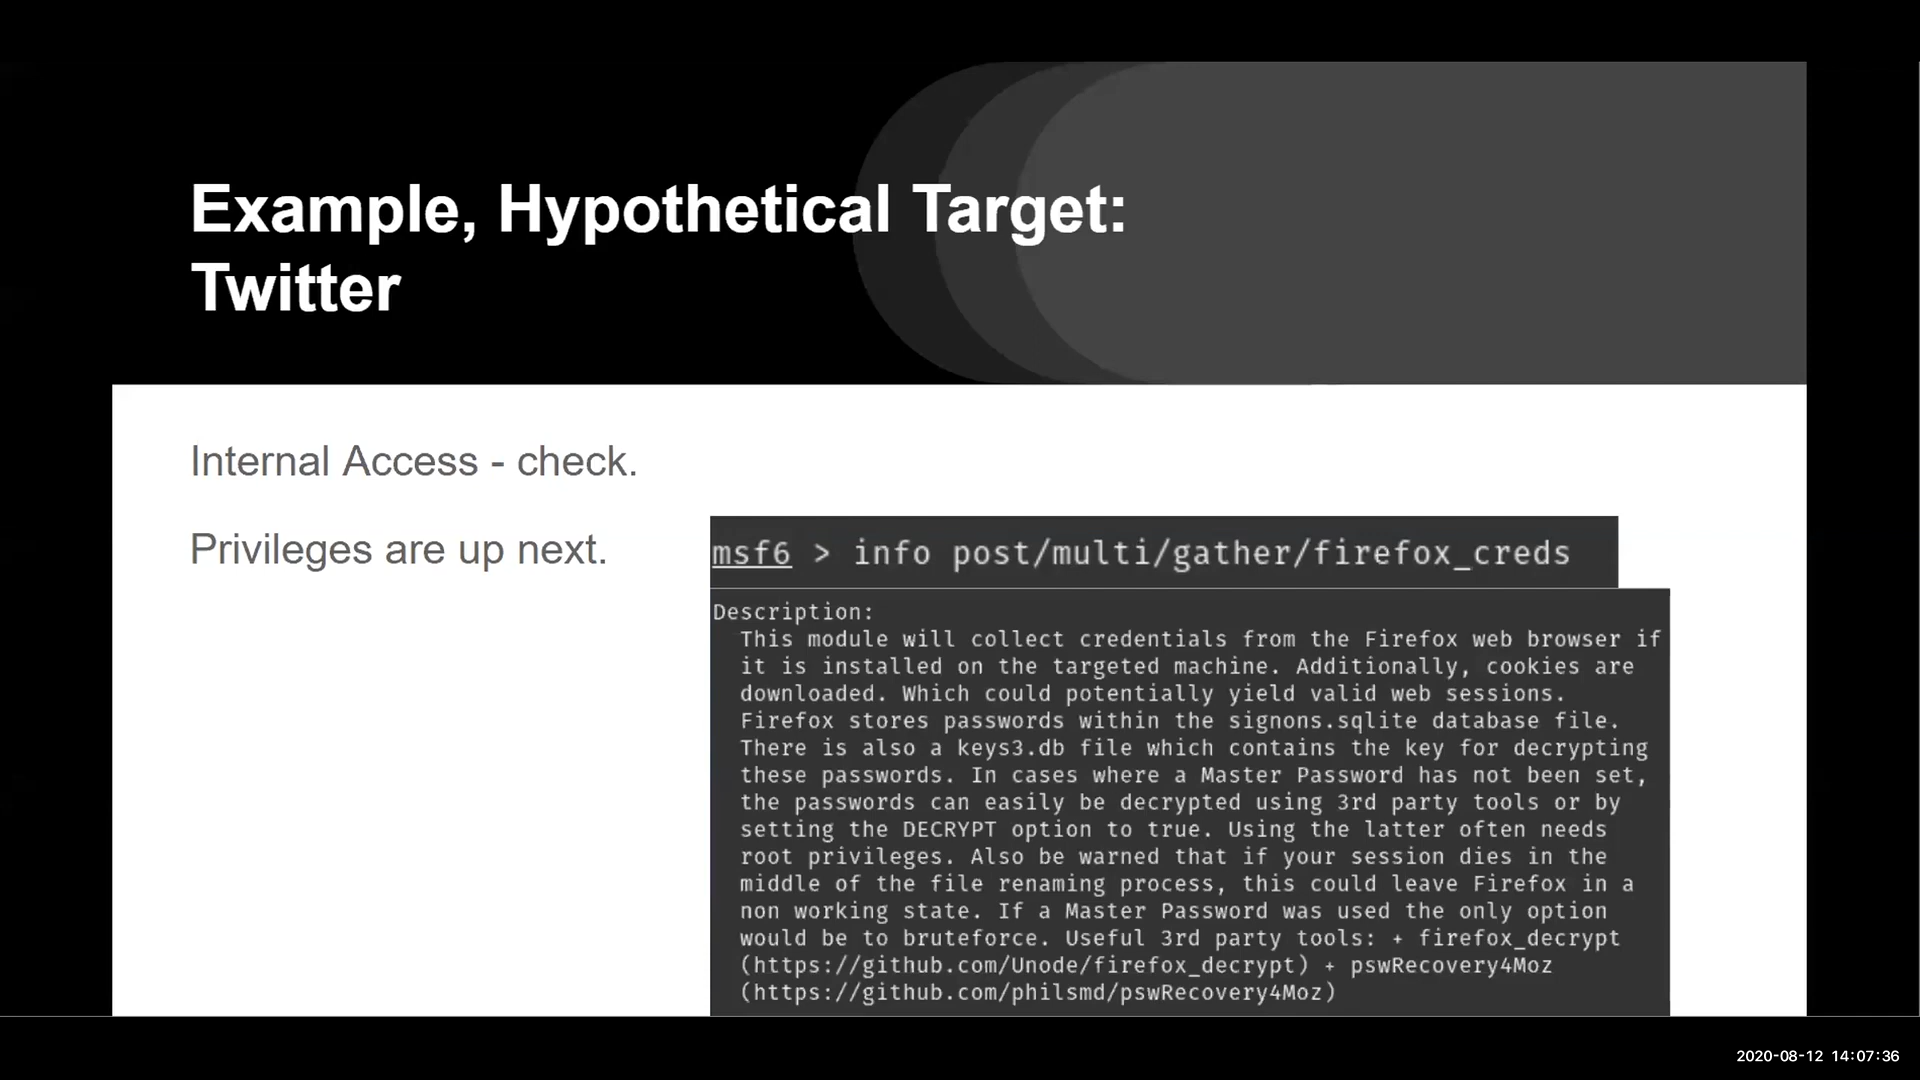 Example, Hypothetical Target:
Twitter
Internal Access - check.
Privileges are up next.
msf6 > info post/multi/gather/firefox_creds
Description:
This module will collect credentials from the Firefox web browser if
it is installed on the targeted machine. Additionally, cookies are
downloaded. Which could potentially yield valid web sessions.
Firefox stores passwords within the signons.sqlite database file.
There is also a keys3.db file which contains the key for decrypting
these passwords. In cases where a Master Password has not been set,
the passwords can easily be decrypted using 3rd party tools or by
setting the DECRYPT option to true. Using the latter often needs
root privileges. Also be warned that if your session dies in the
middle of the file renaming process, this could leave Firefox in a
non working state. If a Master Password was used the only option
would be to bruteforce. Useful 3rd party tools: + firefox_decrypt
(https://github.com/Unode/firefox_decrypt) + pswRecovery4Moz
(https://github.com/philsmd/pswRecovery4Moz)
2020-08-12 14:07:36